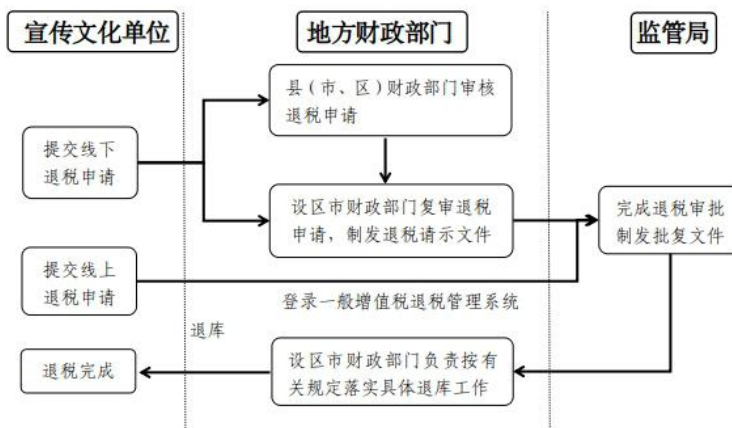 宣传文化单位
地方财政部门
监管局
县（市、区）财政部门审核
退税申请
提交线下
退税申请
设区市财政部门复审退税
申请，制发退税请示文件
完成退税审批
制发批复文件
提交线上
退税申请
登录一般增值税退税管理系统
退库
退税完成
设区市财政部门负责按有
关规定落实具体退库工作